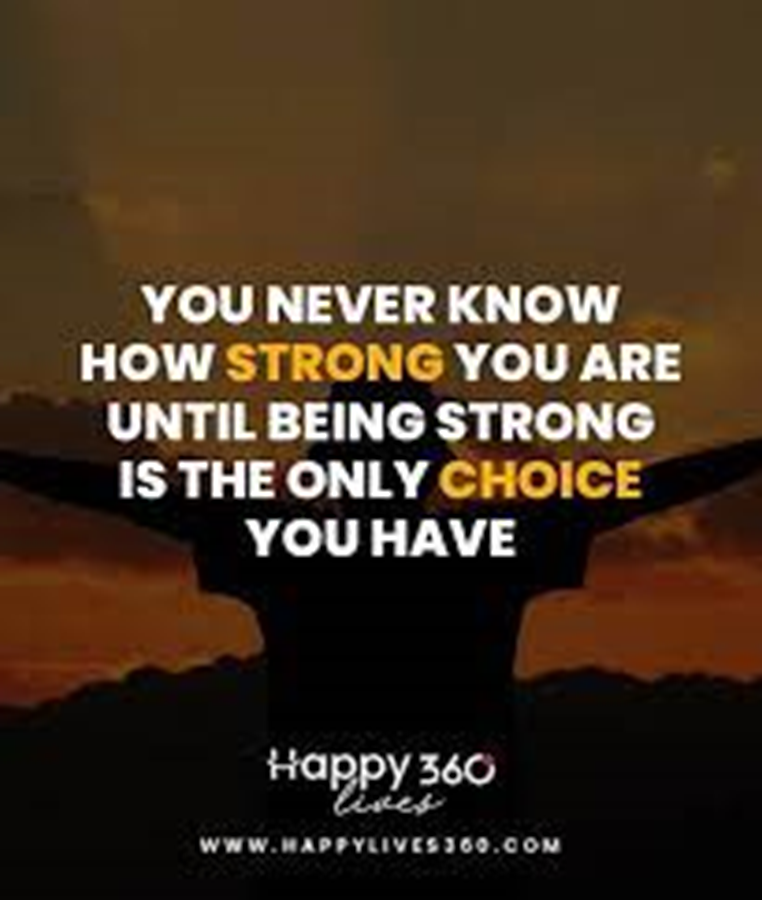 YOU NEVER KNOW
HOW STRONG YOU ARE
UNTIL BEING STRONG
IS THE ONLY CHOICE
YOU HAVE
Happy 360
lives
WWW.HAPPYLIVES360.COM